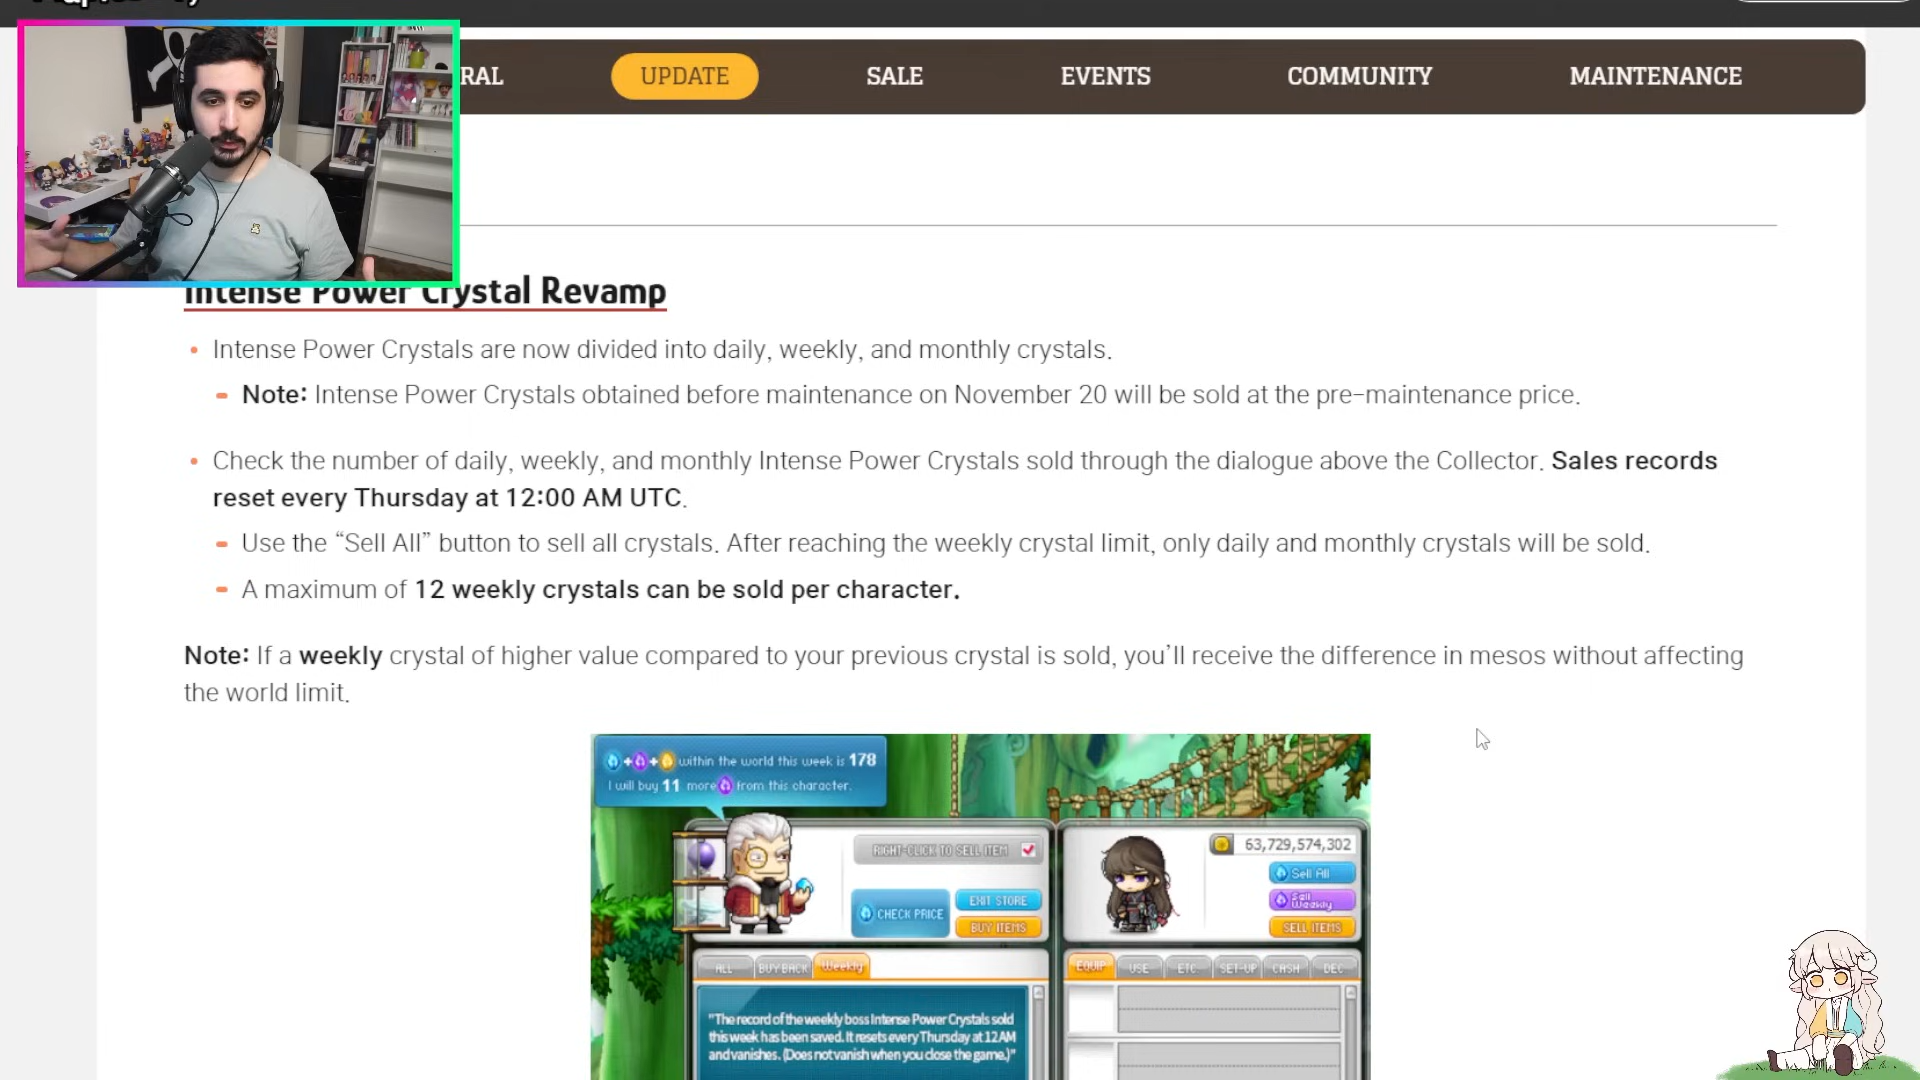 RAL
UPDATE
SALE
EVENTS
COMMUNITY
MAINTENANCE
Intense Power Crystal Revamp
Intense Power Crystals are now divided into daily, weekly, and monthly crystals.
Note: Intense Power Crystals obtained before maintenance on November 20 will be sold at the pre-maintenance price.
Check the number of daily, weekly, and monthly Intense Power Crystals sold through the dialogue above the Collector. Sales records
reset every Thursday at 12:00 AM UTC.
Use the “Sell All” button to sell all crystals. After reaching the weekly crystal limit, only daily and monthly crystals will be sold.
A maximum of 12 weekly crystals can be sold per character.
Note: If a weekly crystal of higher value compared to your previous crystal is sold, you’ll receive the difference in mesos without affecting
the world limit.
+ + within the world this week is 178
I will buy 11 more from this character.
RIGHT-CLICK TO SELL ITEM
CHECK PRICE
EXIT STORE
BUY ITEMS
63,729,574,302
Sell All
Sell
Weekly
SELL ITEMS
ALL
BUY BACK
Weekly
EQUIP
USE
ETC
SET-UP
CASH
DEC
"The record of the weekly boss Intense Power Crystals sold
this week has been saved. It resets every Thursday at 12AM
and vanishes. (Does not vanish when you close the game.)"